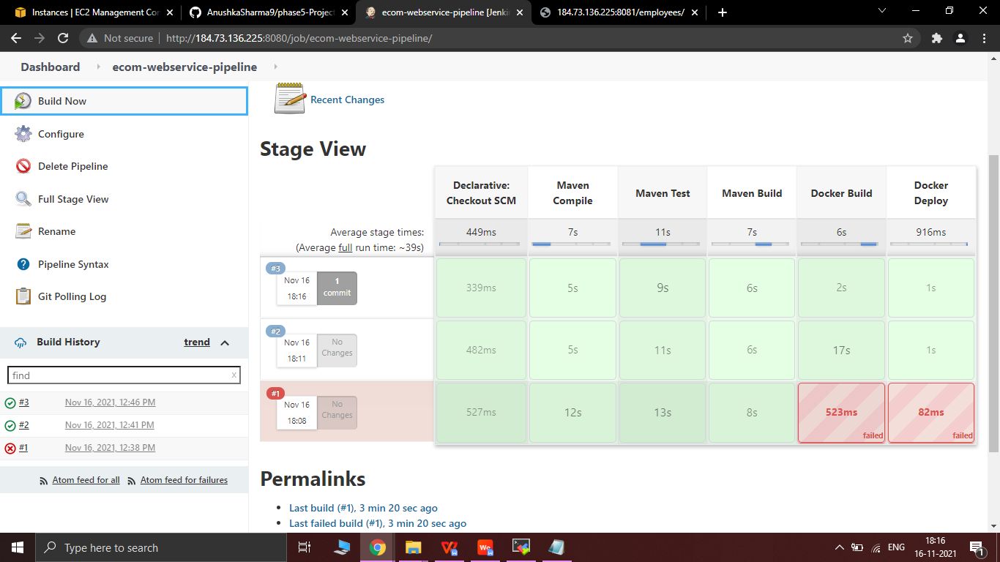 Instances | EC2 Management Con
AnushkaSharma9/phase5-Project
ecom-webservice-pipeline [Jenki
184.73.136.225:8081/employees/
Not secure
http://184.73.136.225:8080/job/ecom-webservice-pipeline/
Dashboard
ecom-webservice-pipeline
Build Now
Configure
Delete Pipeline
Full Stage View
Rename
Pipeline Syntax
Git Polling Log
Build History
trend
find
x
#3 Nov 16, 2021, 12:46 PM
#2 Nov 16, 2021, 12:41 PM
#1 Nov 16, 2021, 12:38 PM
Atom feed for all
Atom feed for failures
Recent Changes
Stage View
Declarative:
Checkout SCM
Maven
Compile
Maven Test
Maven Build
Docker Build
Docker
Deploy
Average stage times:
(Average full run time: ~39s)
449ms
7s
11s
7s
6s
916ms
#3
Nov 16
18:16
1
commit
339ms
5s
9s
6s
2s
1s
#2
Nov 16
18:11
No
Changes
482ms
5s
11s
6s
17s
1s
#1
Nov 16
18:08
No
Changes
527ms
12s
13s
8s
523ms
failed
82ms
failed
Permalinks
Last build (#1), 3 min 20 sec ago
Last failed build (#1), 3 min 20 sec ago
Type here to search
ENG
18:16
16-11-2021
1